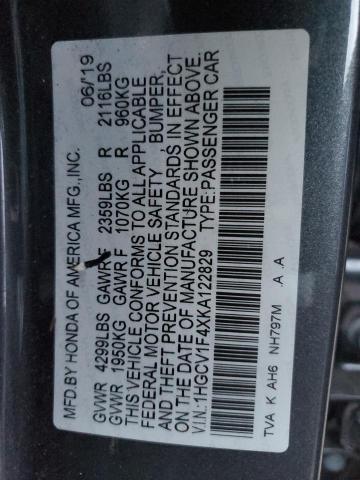 MFD.BY HONDA OF AMERICA MFG.,INC. 06/19
GVWR 4299LBS GAWR F 2359LBS R 2116LBS
GVWR 1950KG GAWR F 1070KG R 960KG
THIS VEHICLE CONFORMS TO ALL APPLICABLE
FEDERAL MOTOR VEHICLE SAFETY BUMPER,
AND THEFT PREVENTION STANDARDS IN EFFECT
ON THE DATE OF MANUFACTURE SHOWN ABOVE.
V.I.N.:1HGCV1F4XKA122829 TYPE:PASSENGER CAR
TVA K AH6 NH797M A .A